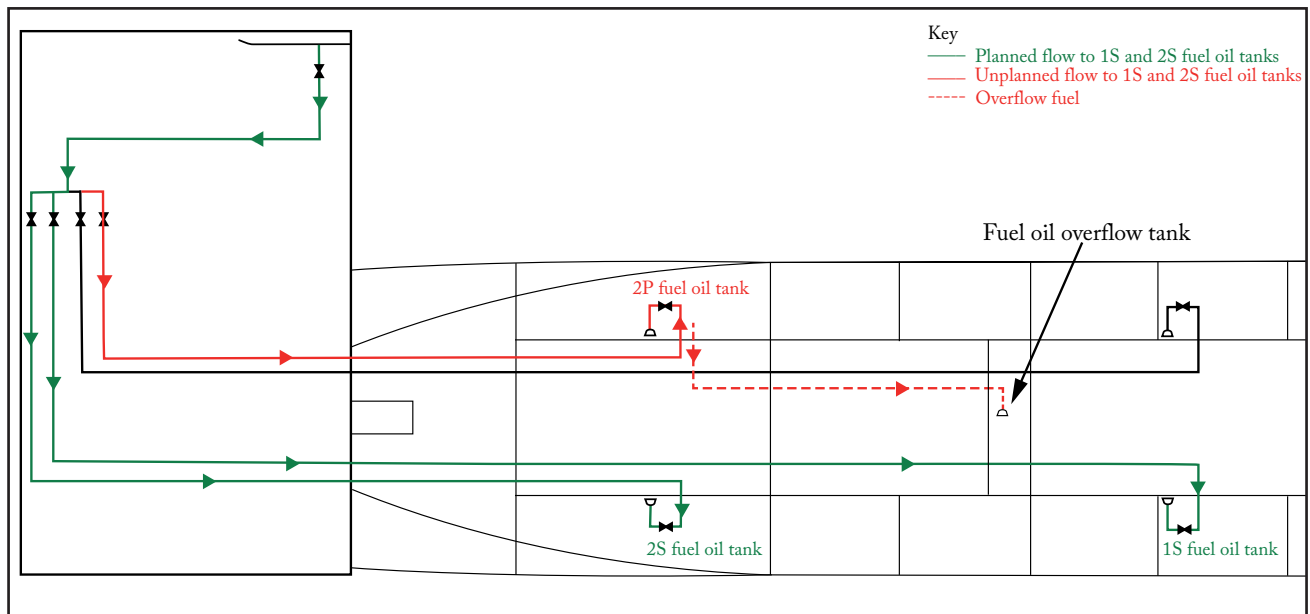 Key
Planned flow to 1S and 2S fuel oil tanks
Unplanned flow to 1S and 2S fuel oil tanks
Overflow fuel
Fuel oil overflow tank
2P fuel oil tank
2S fuel oil tank
1S fuel oil tank